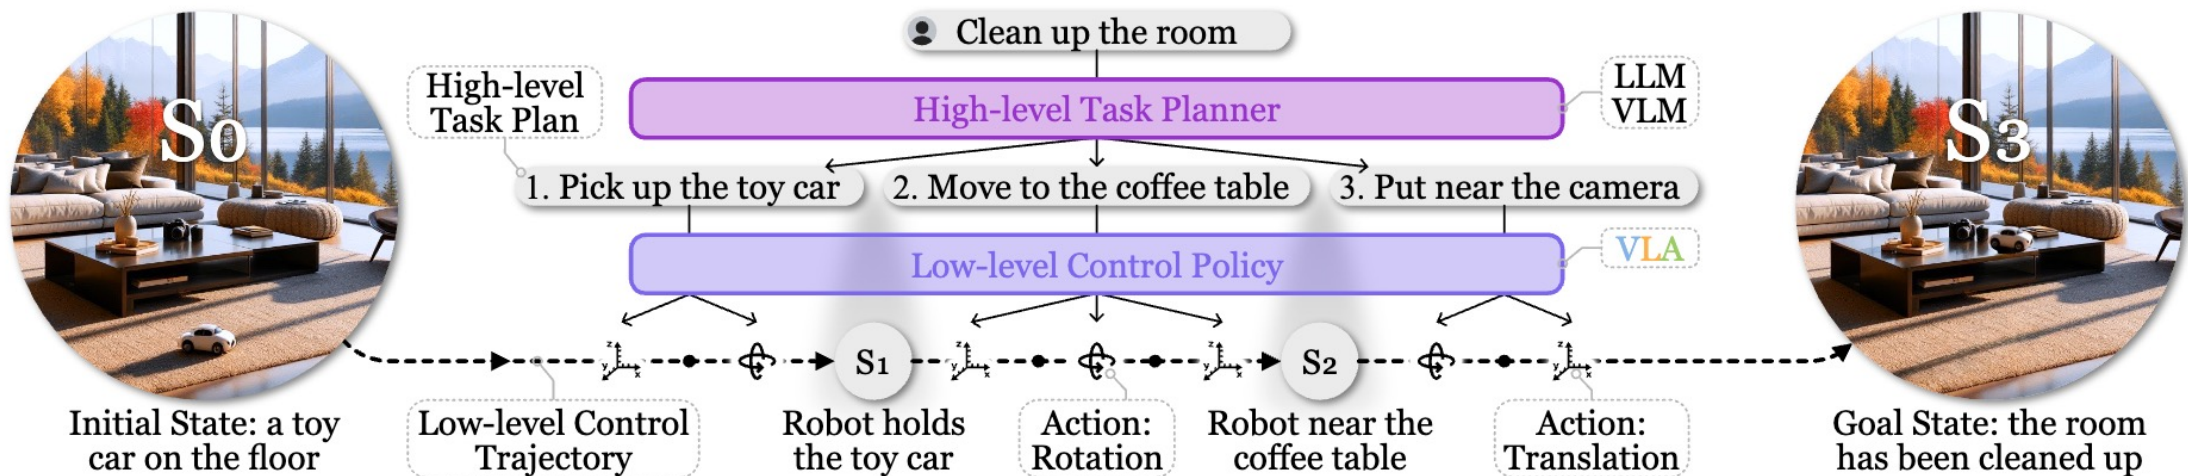 Clean up the room
High-level
Task Plan
High-level Task Planner
LLM
VLM
1. Pick up the toy car
2. Move to the coffee table
3. Put near the camera
Low-level Control Policy
VLA
S0
S3
z
y
x
S1
z
y
x
z
y
x
S2
z
y
x
Initial State: a toy
car on the floor
Low-level Control
Trajectory
Robot holds
the toy car
Action:
Rotation
Robot near the
coffee table
Action:
Translation
Goal State: the room
has been cleaned up